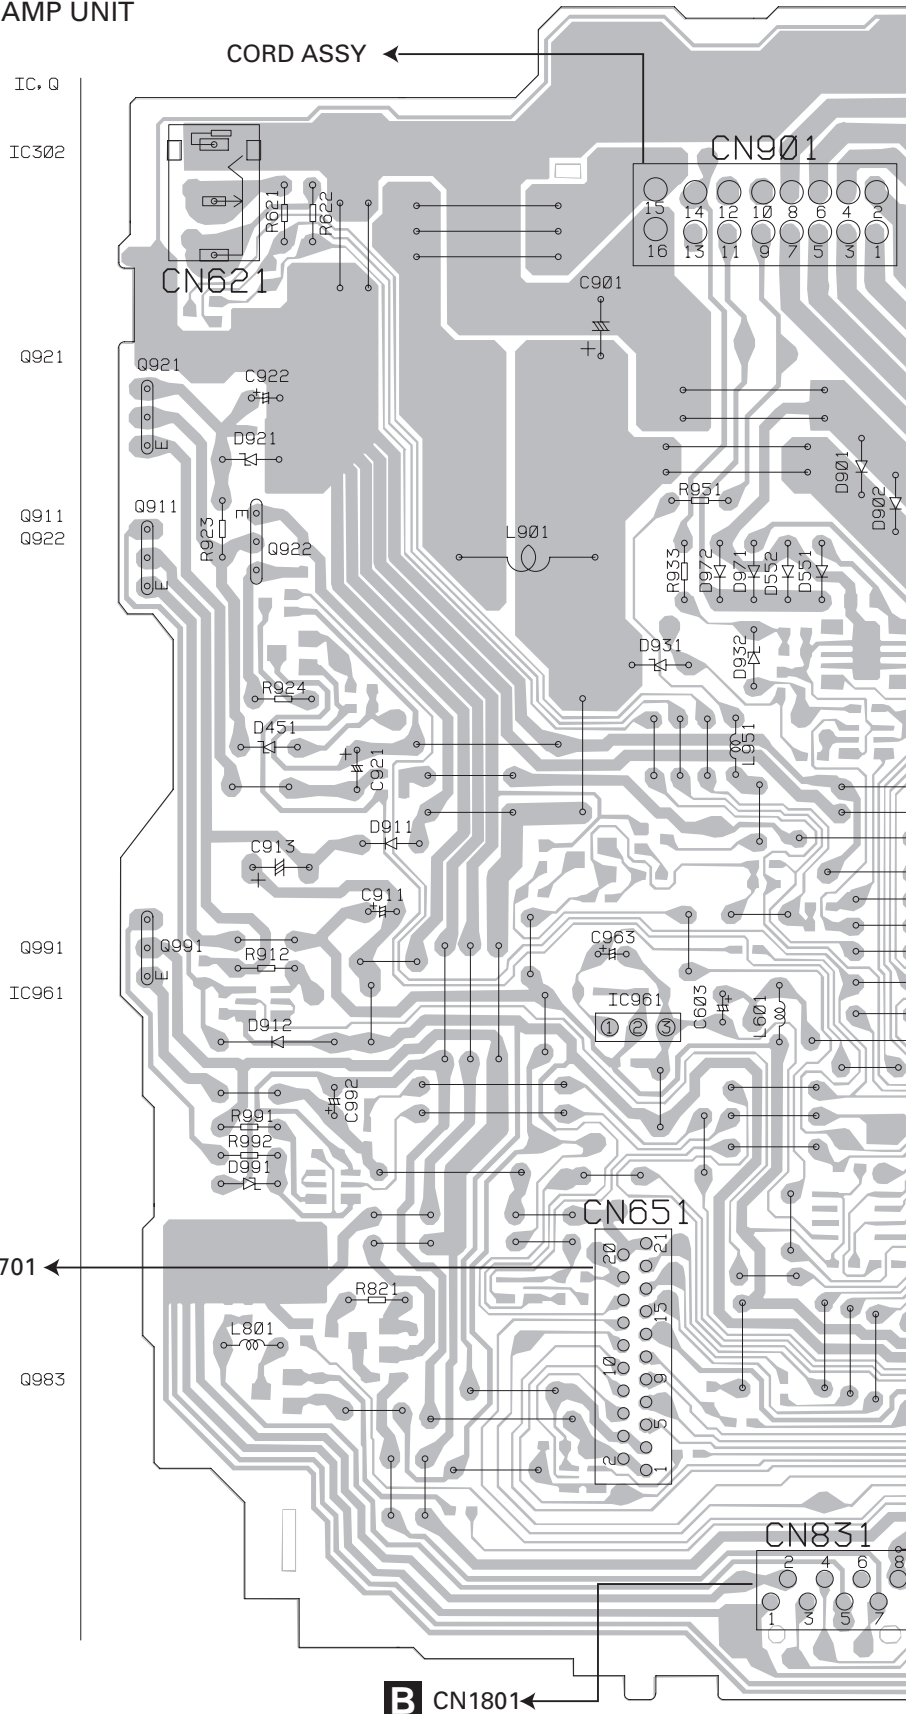 AMP UNIT
CORD ASSY
IC, Q
IC302
CN901
15 14 12 10 8 6 4 2
16 13 11 9 7 5 3 1
R621
R622
CN621
C901
+
Q921
Q921
E
C922
+
D921
D901
D902
R951
Q911
Q922
Q911
E
R923
E
Q922
L901
R933
D972
D971
D552
D551
D931
D932
R924
D451
+
C921
L951
D911
C913
+
C911
+
Q991
Q991
E
R912
C963
+
IC961
IC961
1 2 3
C603
+
L601
D912
C992
+
R991
R992
D991
CN651
20 21
701
15
R821
L801
10 9
Q983
5
2 1
CN831
2 4 6 8
1 3 5 7
B CN1801